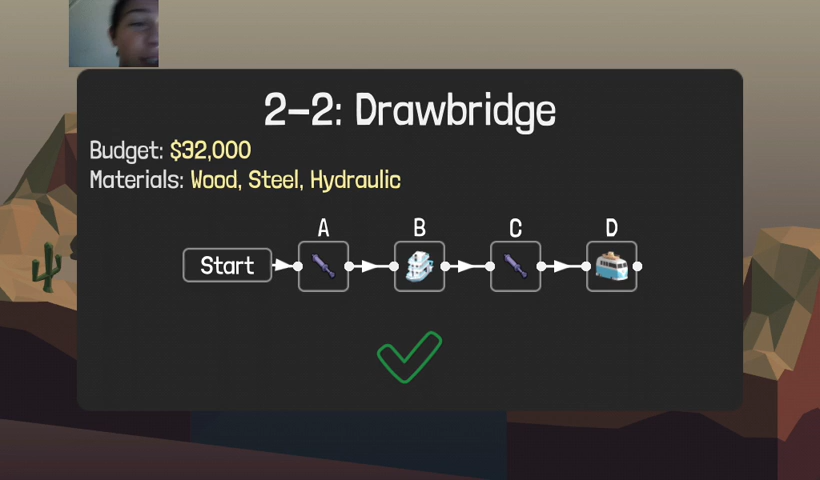 2-2: Drawbridge
Budget: $32,000
Materials: Wood, Steel, Hydraulic
A B C D
Start